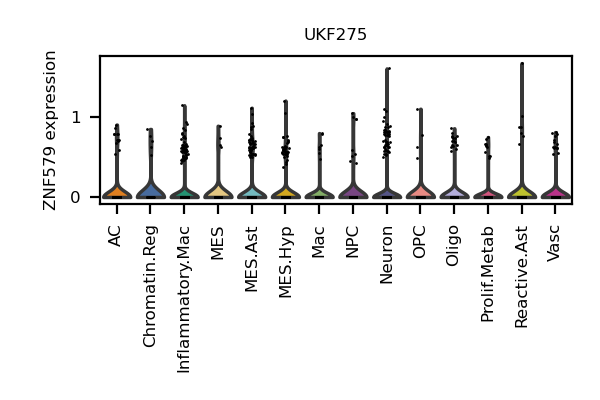 UKF275
ZNF579 expression
1
0
AC
Chromatin.Reg
Inflammatory.Mac
MES
MES.Ast
MES.Hyp
Mac
NPC
Neuron
OPC
Oligo
Prolif.Metab
Reactive.Ast
Vasc